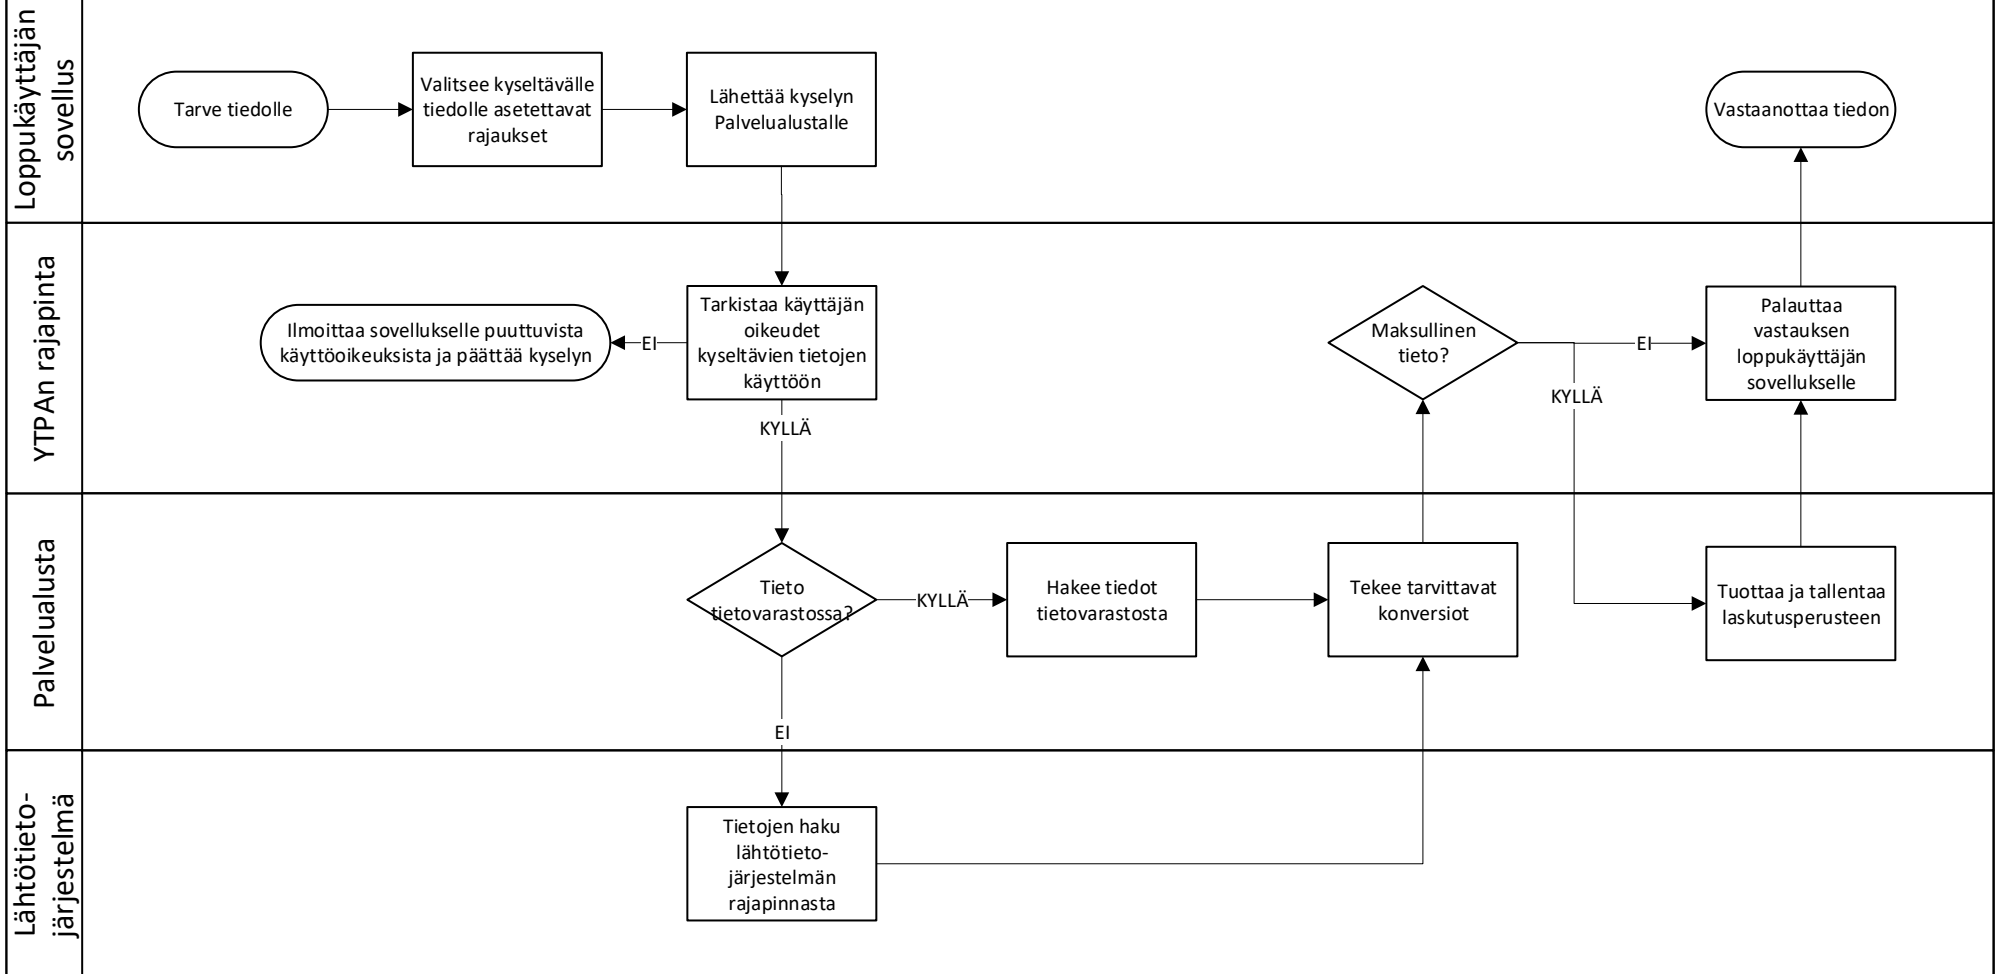 Loppukäyttäjän
sovellus
Tarve tiedolle
Valitsee kyseltävälle
tiedolle asetettavat
rajaukset
Lähettää kyselyn
Palvelualustalle
Vastaanottaa tiedon
YTPAn rajapinta
Ilmoittaa sovellukselle puuttuvista
käyttöoikeuksista ja päättää kyselyn
EI
Tarkistaa käyttäjän
oikeudet
kyseltävien tietojen
käyttöön
KYLLÄ
Maksullinen
tieto?
EI
KYLLÄ
Palauttaa
vastauksen
loppukäyttäjän
sovellukselle
Palvelualusta
Tieto
tietovarastossa?
KYLLÄ
Hakee tiedot
tietovarastosta
Tekee tarvittavat
konversiot
Tuottaa ja tallentaa
laskutusperusteen
EI
Lähtötieto-
järjestelmä
Tietojen haku
lähtötieto-
järjestelmän
rajapinnasta